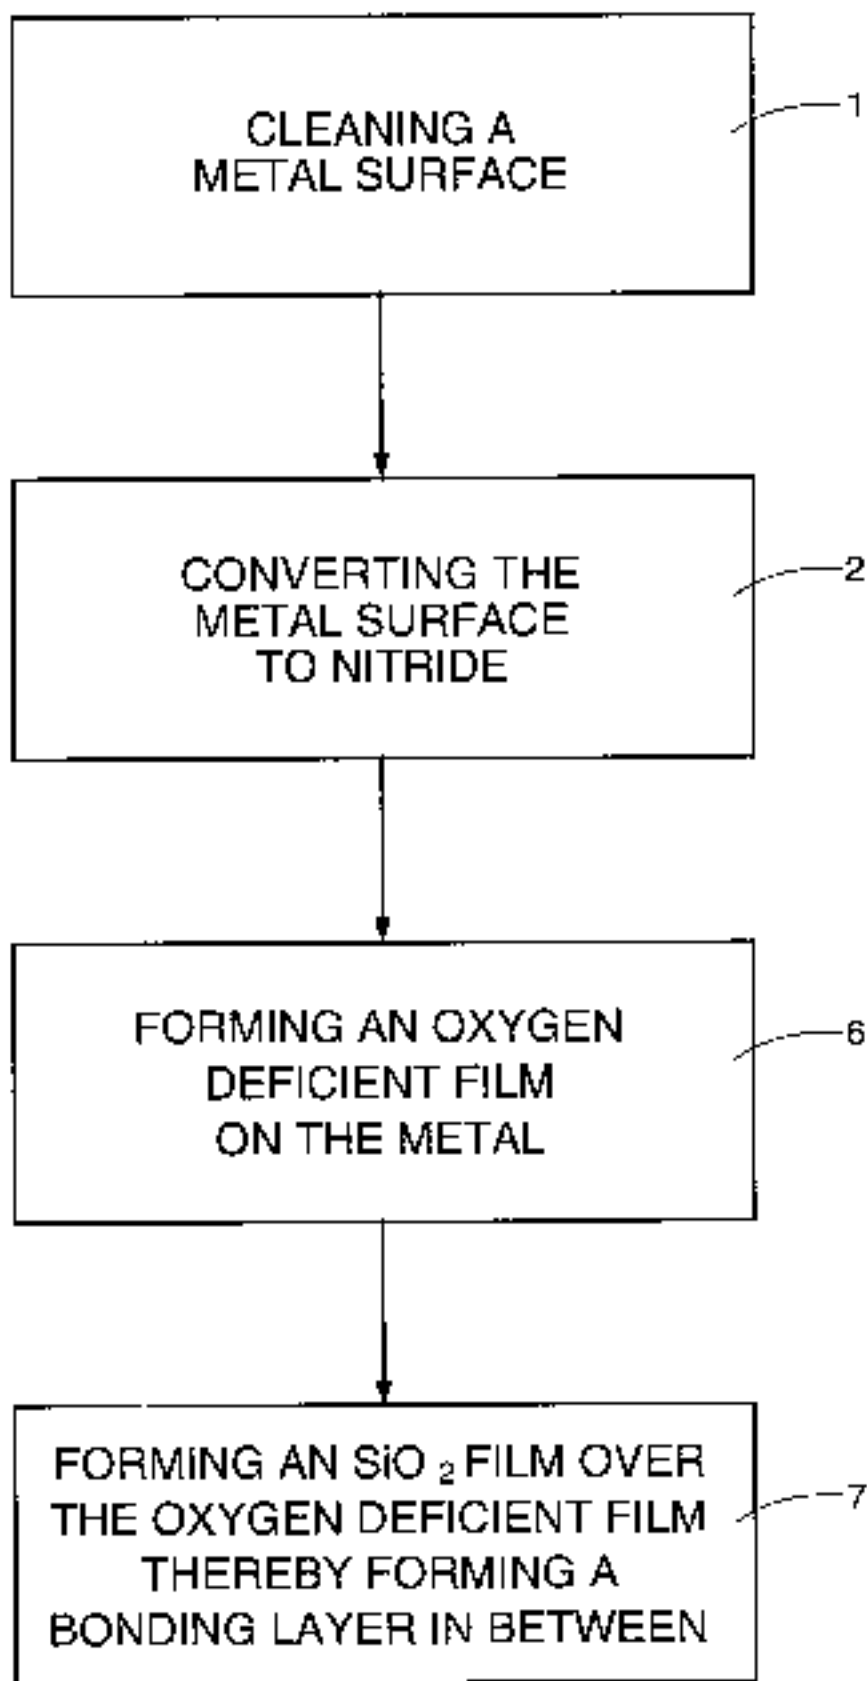 CLEANING A
METAL SURFACE
1
CONVERTING THE
METAL SURFACE
TO NITRIDE
2
FORMING AN OXYGEN
DEFICIENT FILM
ON THE METAL
6
FORMING AN SiO₂ FILM OVER
THE OXYGEN DEFICIENT FILM
THEREBY FORMING A
BONDING LAYER IN BETWEEN
7